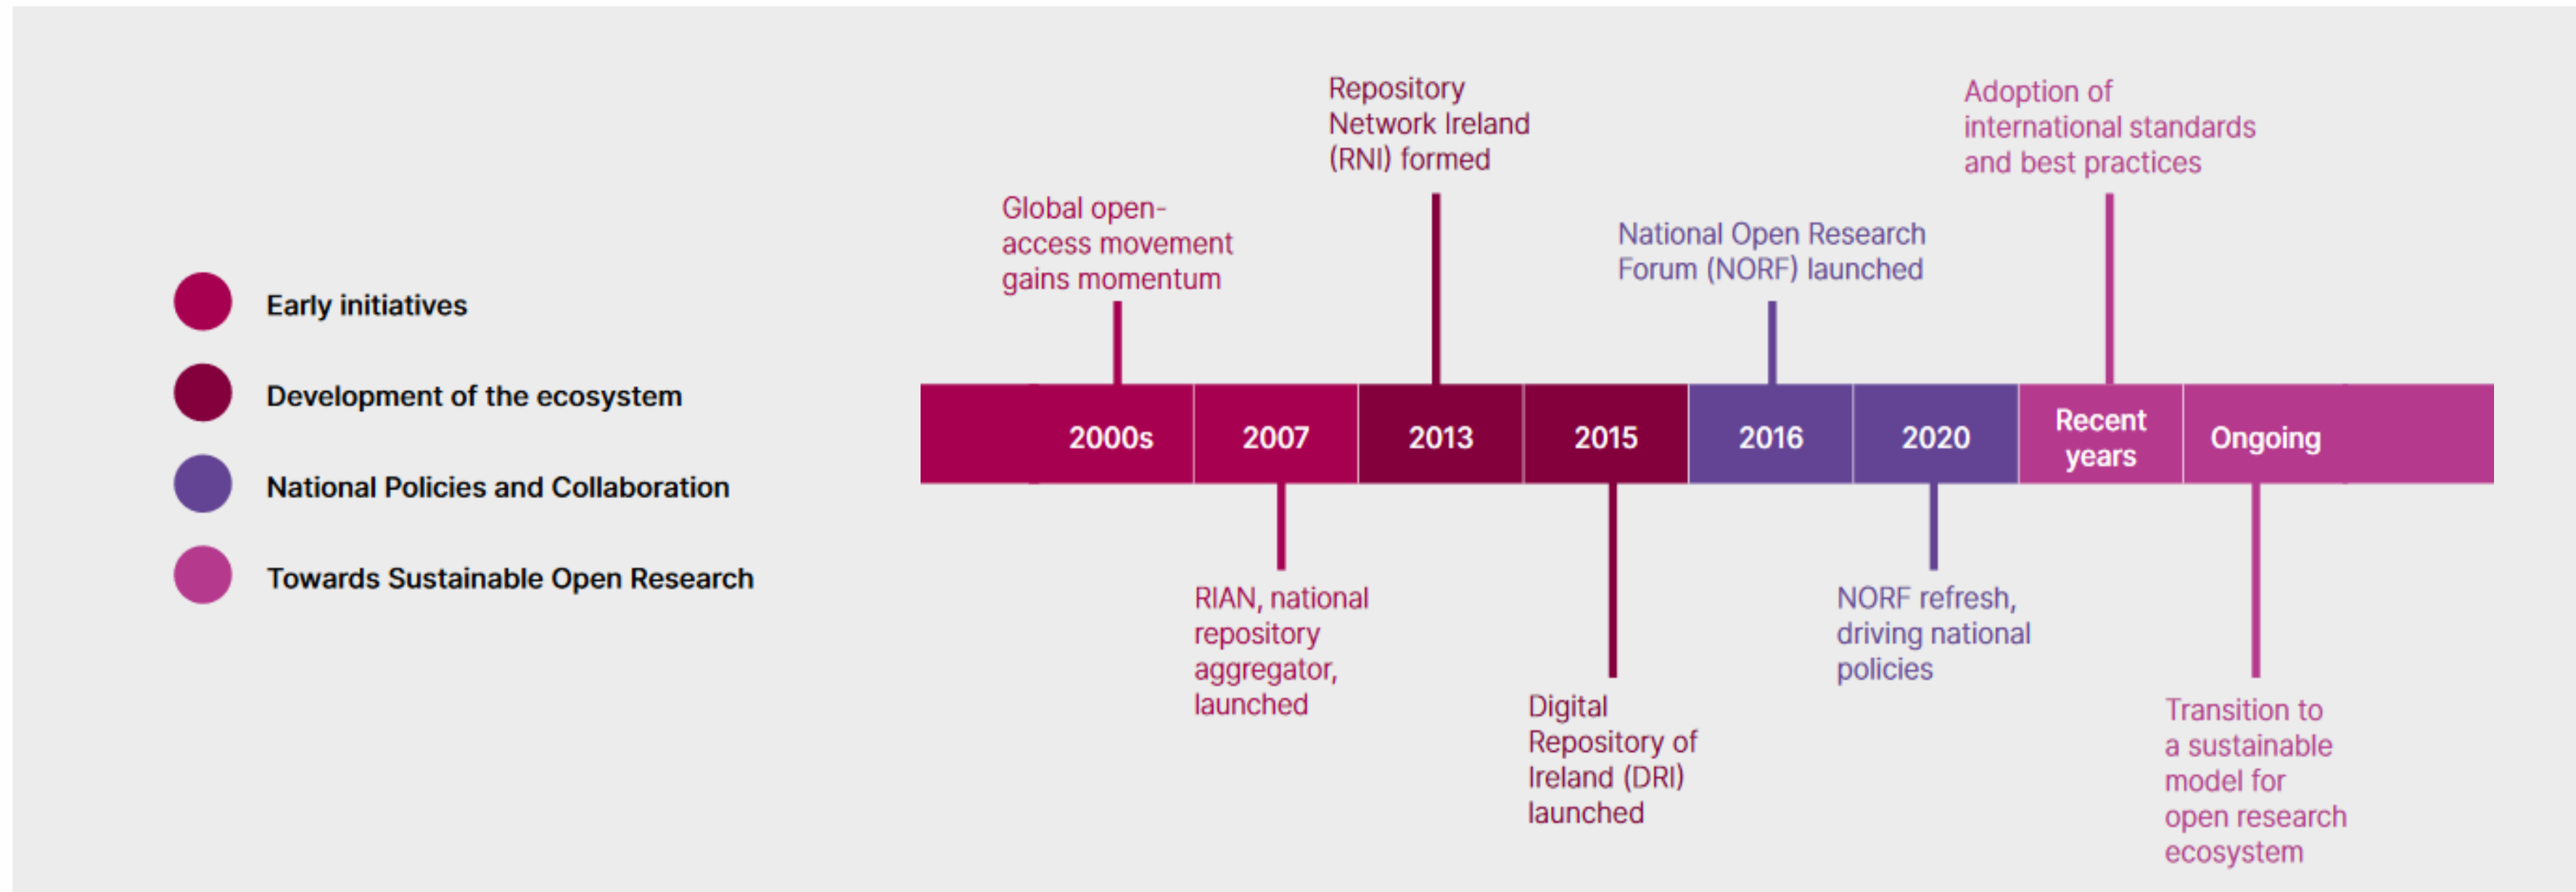 Early initiatives
Development of the ecosystem
National Policies and Collaboration
Towards Sustainable Open Research
Global open-
access movement
gains momentum
Repository
Network Ireland
(RNI) formed
National Open Research
Forum (NORF) launched
Adoption of
international standards
and best practices
2000s
2007
2013
2015
2016
2020
Recent
years
Ongoing
RIAN, national
repository
aggregator,
launched
Digital
Repository of
Ireland (DRI)
launched
NORF refresh,
driving national
policies
Transition to
a sustainable
model for
open research
ecosystem